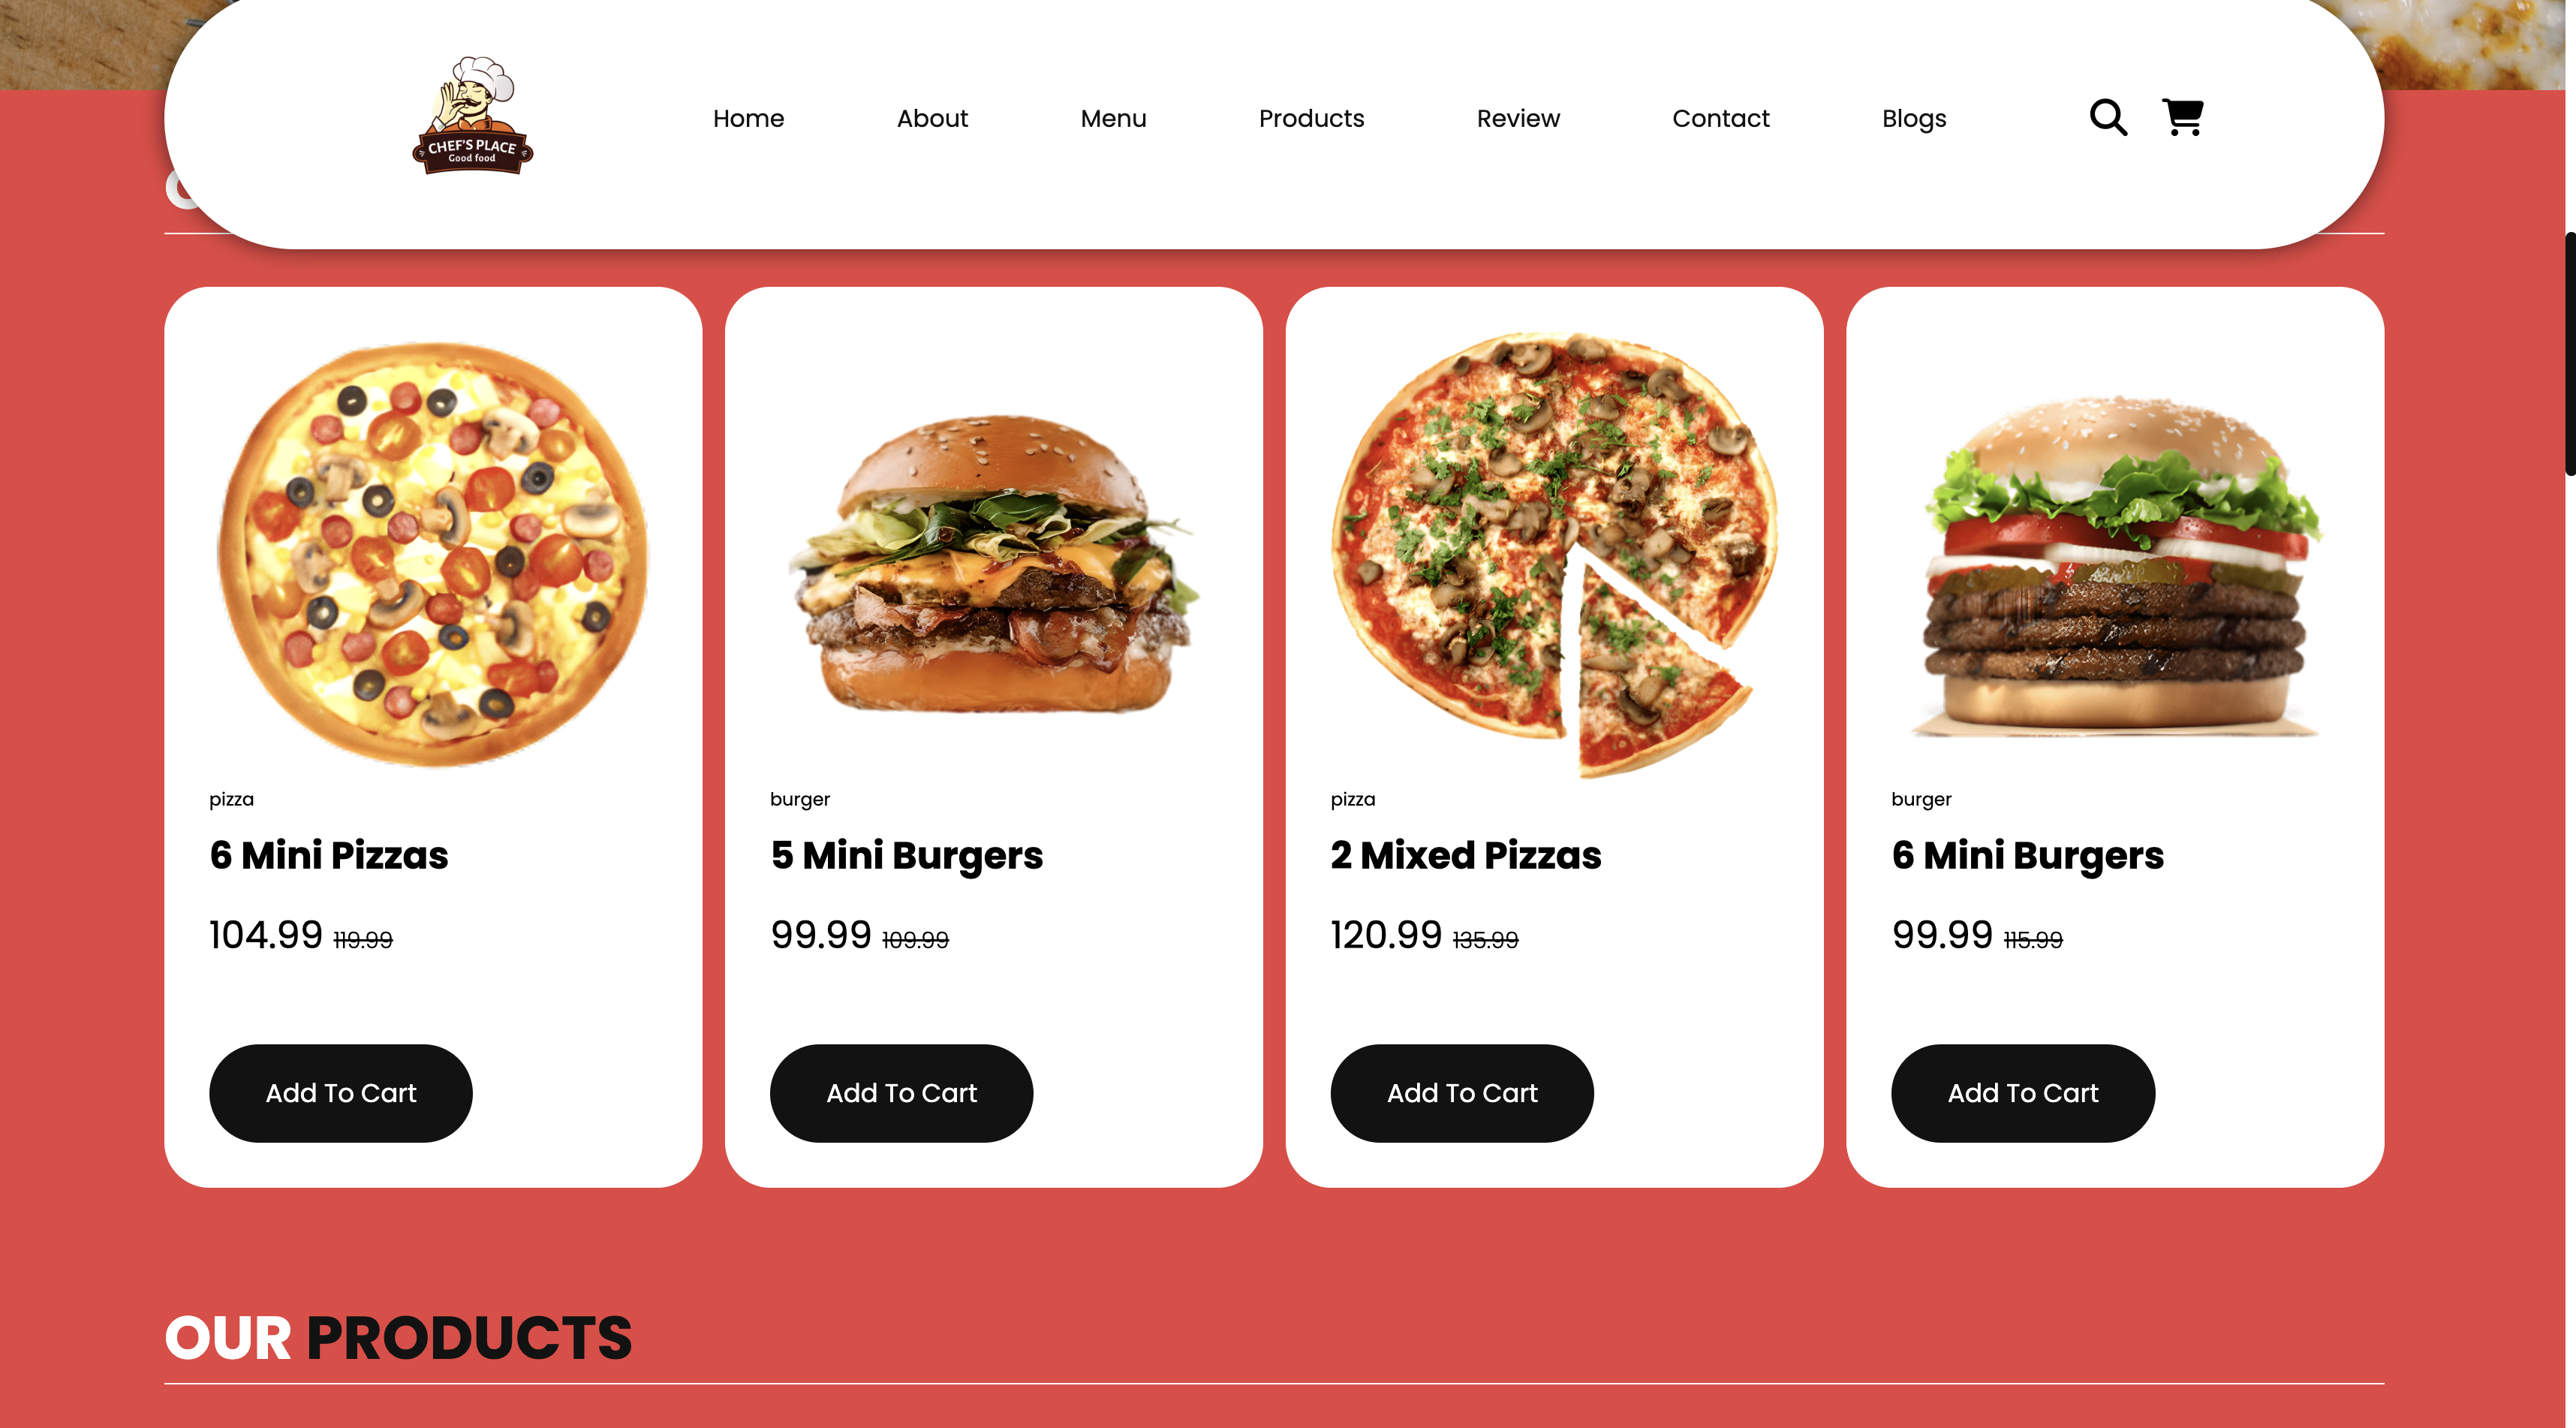 CHEF'S PLACE
Good food
Home About Menu Products Review Contact Blogs
pizza
6 Mini Pizzas
104.99 119.99
Add To Cart
burger
5 Mini Burgers
99.99 109.99
Add To Cart
pizza
2 Mixed Pizzas
120.99 135.99
Add To Cart
burger
6 Mini Burgers
99.99 115.99
Add To Cart
OUR PRODUCTS